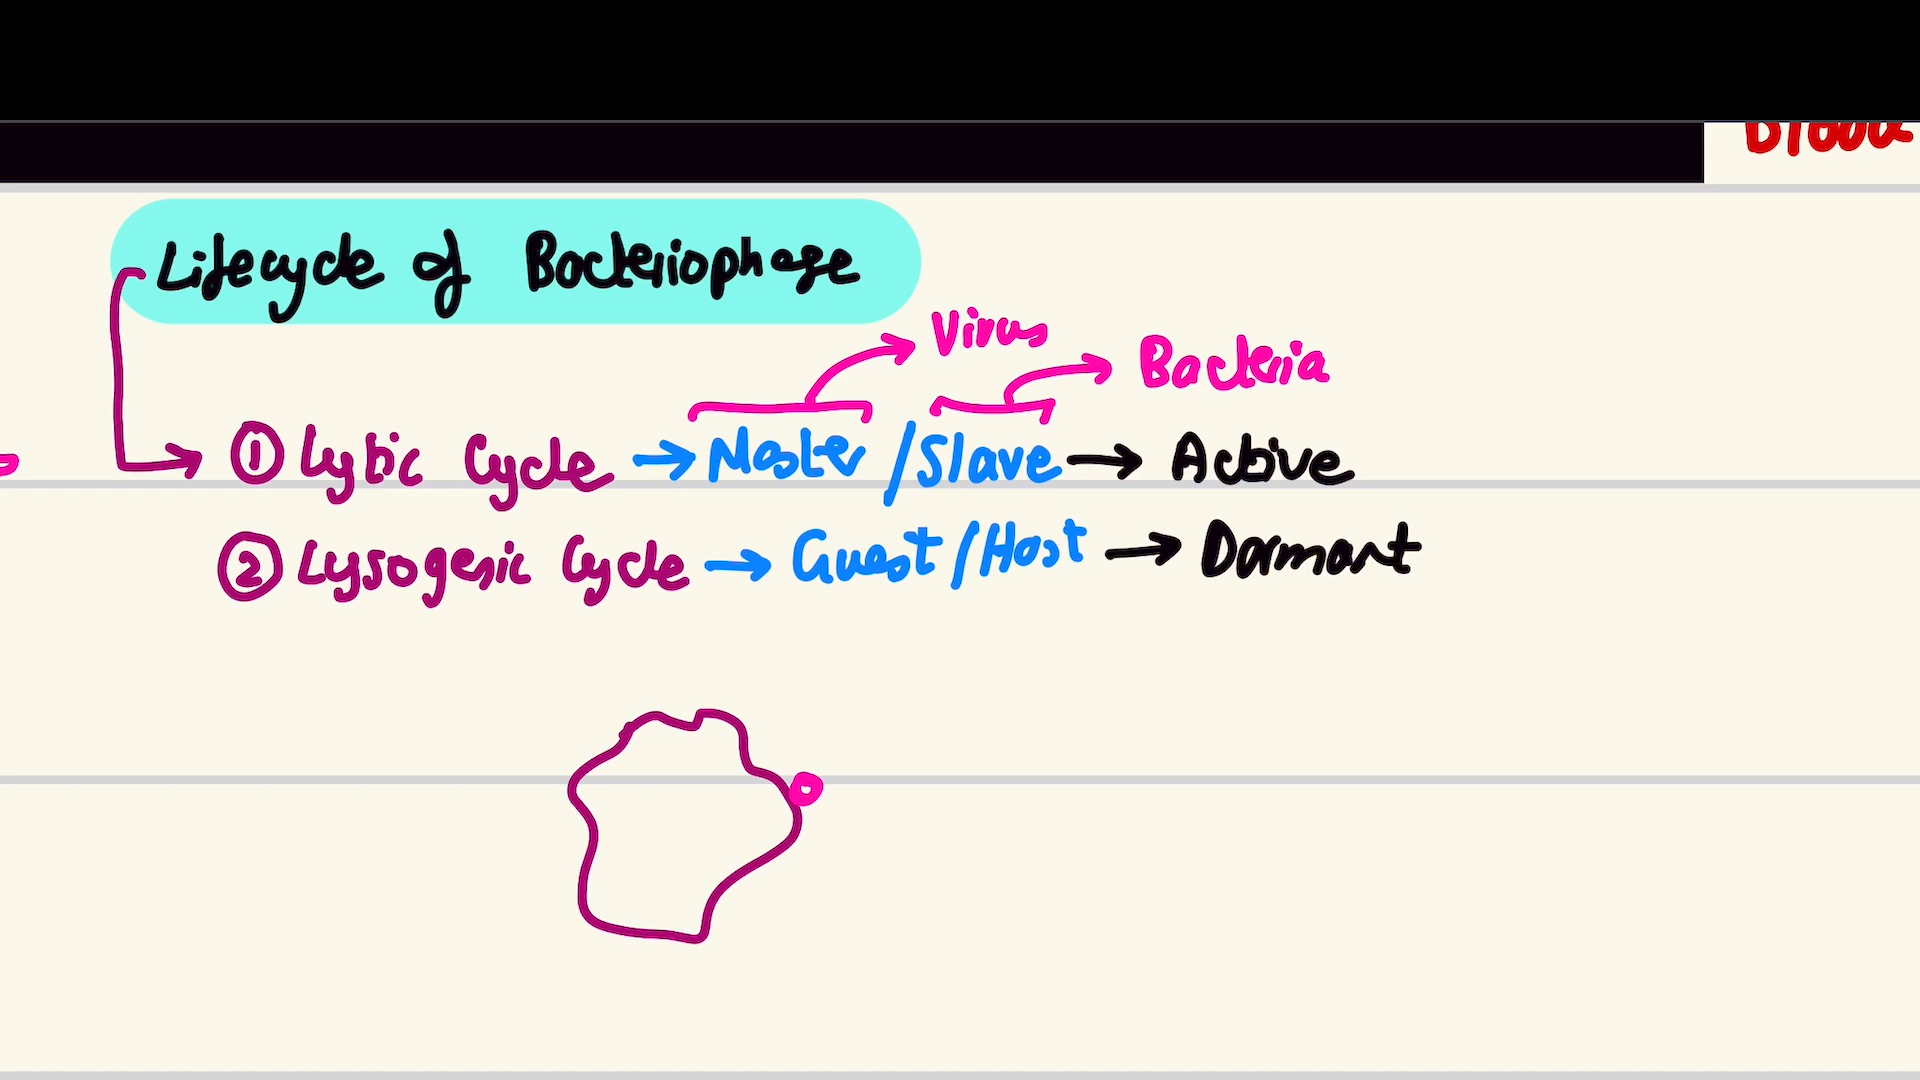 Lifecycle of Bacteriophage
Virus
Bacteria
① Lytic Cycle → Master / Slave → Active
② Lysogenic Cycle → Guest / Host → Dormant